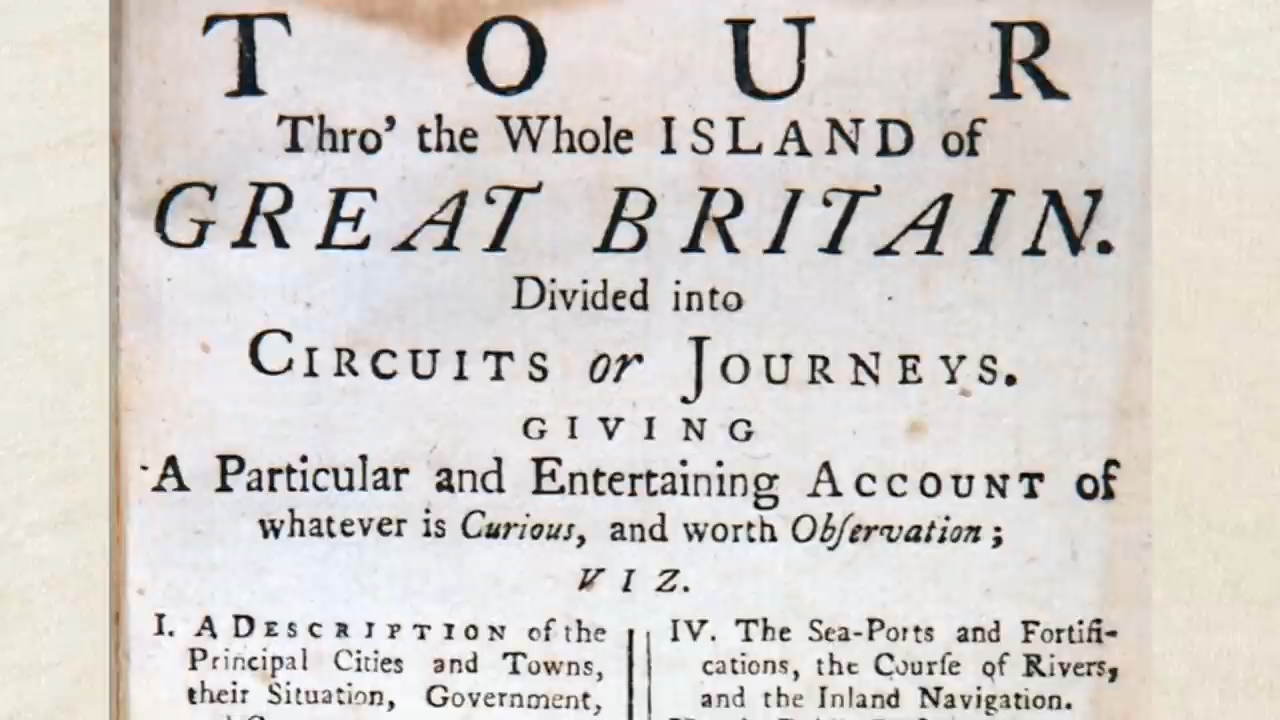 TOUR
Thro' the Whole ISLAND of
GREAT BRITAIN.
Divided into
CIRCUITS or JOURNEYS.
GIVING
A Particular and Entertaining ACCOUNT of
whatever is Curious, and worth Obſervation;
VIZ.
I. A DESCRIPTION of the
Principal Cities and Towns,
their Situation, Government,
IV. The Sea-Ports and Fortifi-
cations, the Courſe of Rivers,
and the Inland Navigation.